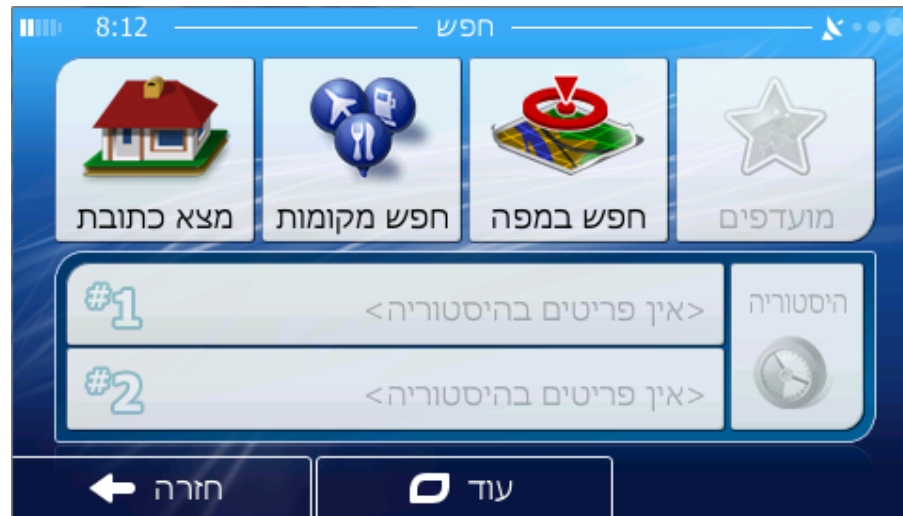 8:12
חפש
מצא כתובת
חפש מקומות
חפש במפה
מועדפים
#1
<אין פריטים בהיסטוריה>
היסטוריה
#2
<אין פריטים בהיסטוריה>
חזרה
עוד